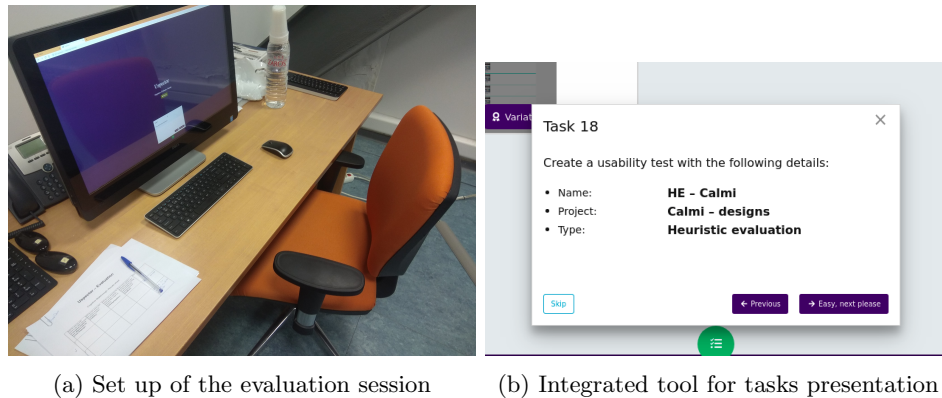 Variat
Task 18
Create a usability test with the following details:
Name: HE – Calmi
Project: Calmi – designs
Type: Heuristic evaluation
Skip
Previous
Easy, next please
(a) Set up of the evaluation session
(b) Integrated tool for tasks presentation